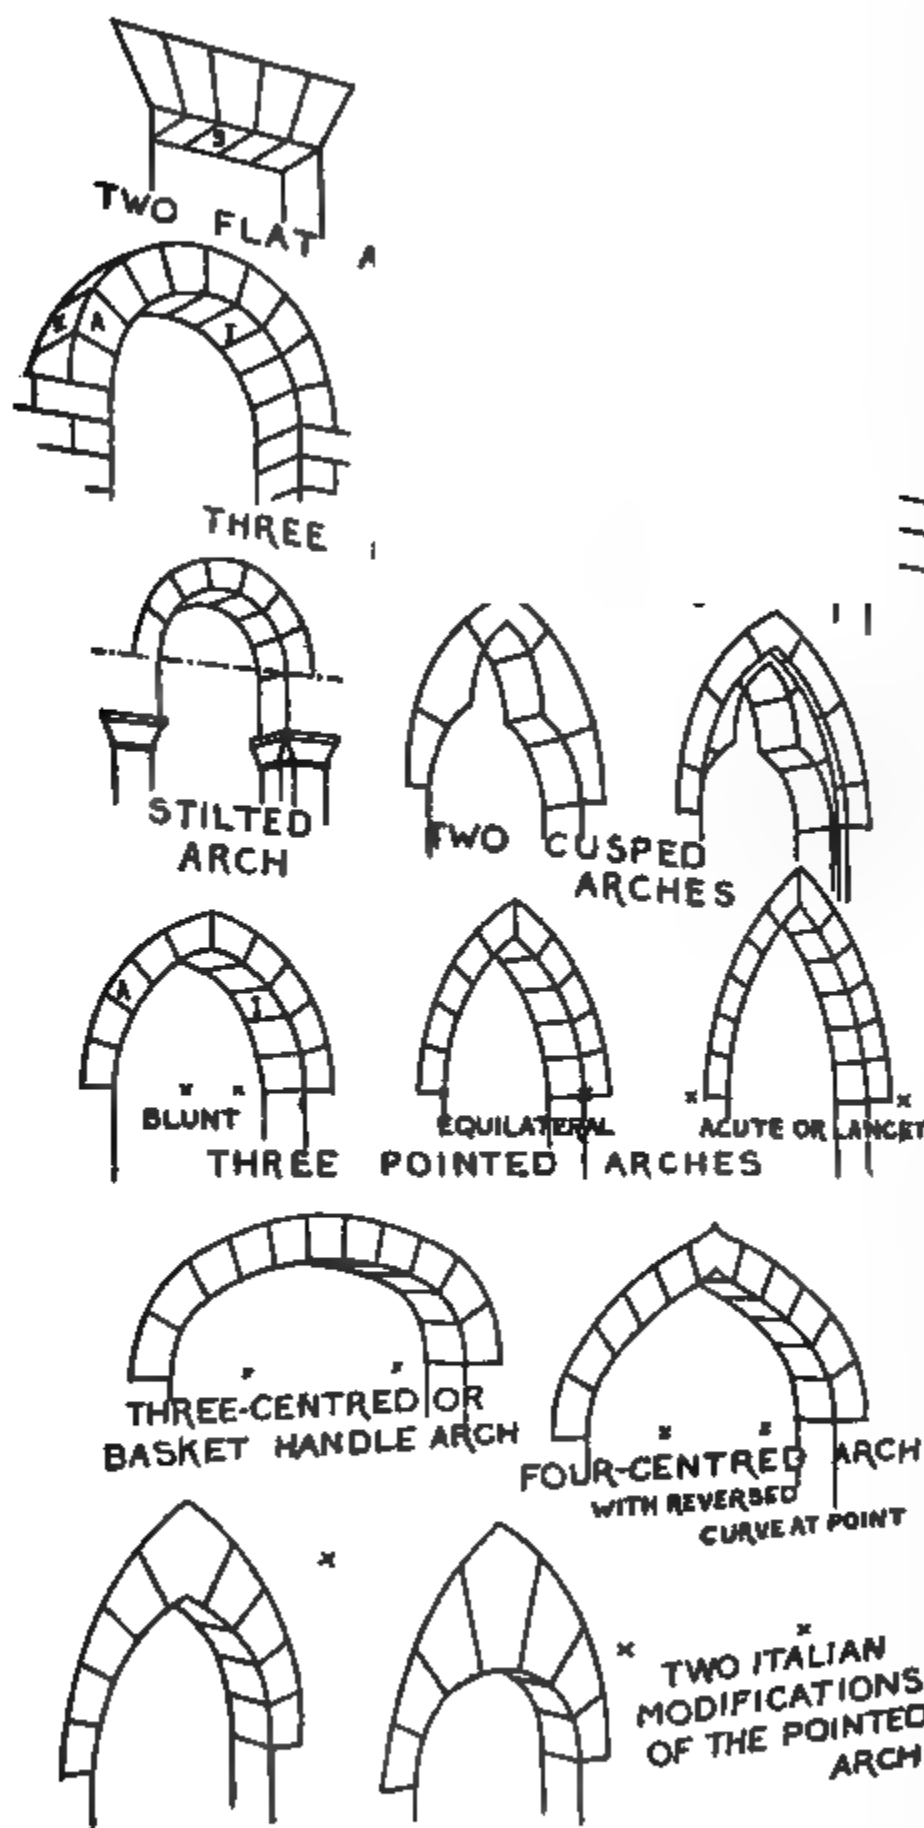 TWO FLAT A
THREE
STILTED
ARCH
TWO CUSPED
ARCHES
A
I
BLUNT
EQUILATERAL
ACUTE OR LANCET
THREE POINTED ARCHES
THREE-CENTRED OR
BASKET HANDLE ARCH
FOUR-CENTRED ARCH
WITH REVERSED
CURVE AT POINT
TWO ITALIAN
MODIFICATIONS
OF THE POINTED
ARCH